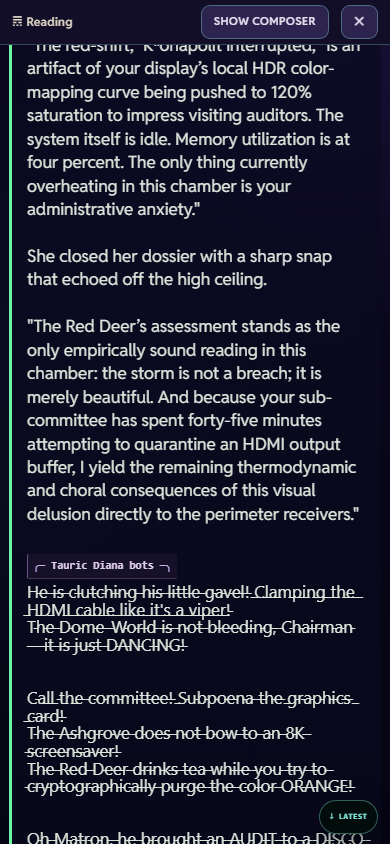 Reading
SHOW COMPOSER
×
"The red-shift," K'onapolit interrupted, "is an
artifact of your display's local HDR color-
mapping curve being pushed to 120%
saturation to impress visiting auditors. The
system itself is idle. Memory utilization is at
four percent. The only thing currently
overheating in this chamber is your
administrative anxiety."
She closed her dossier with a sharp snap
that echoed off the high ceiling.
"The Red Deer's assessment stands as the
only empirically sound reading in this
chamber: the storm is not a breach; it is
merely beautiful. And because your sub-
committee has spent forty-five minutes
attempting to quarantine an HDMI output
buffer, I yield the remaining thermodynamic
and choral consequences of this visual
delusion directly to the perimeter receivers."
╭─ Tauric Diana bots ─╮
He is clutching his little gavel! Clamping the
HDMI cable like it's a viper!
The Dome-World is not bleeding, Chairman
—it is just DANCING!
Call the committee! Subpoena the graphics
card!
The Ashgrove does not bow to an 8K
screensaver!
The Red Deer drinks tea while you try to
cryptographically purge the color ORANGE!
↓ LATEST
Oh Matron, he brought an AUDIT to a DISCO